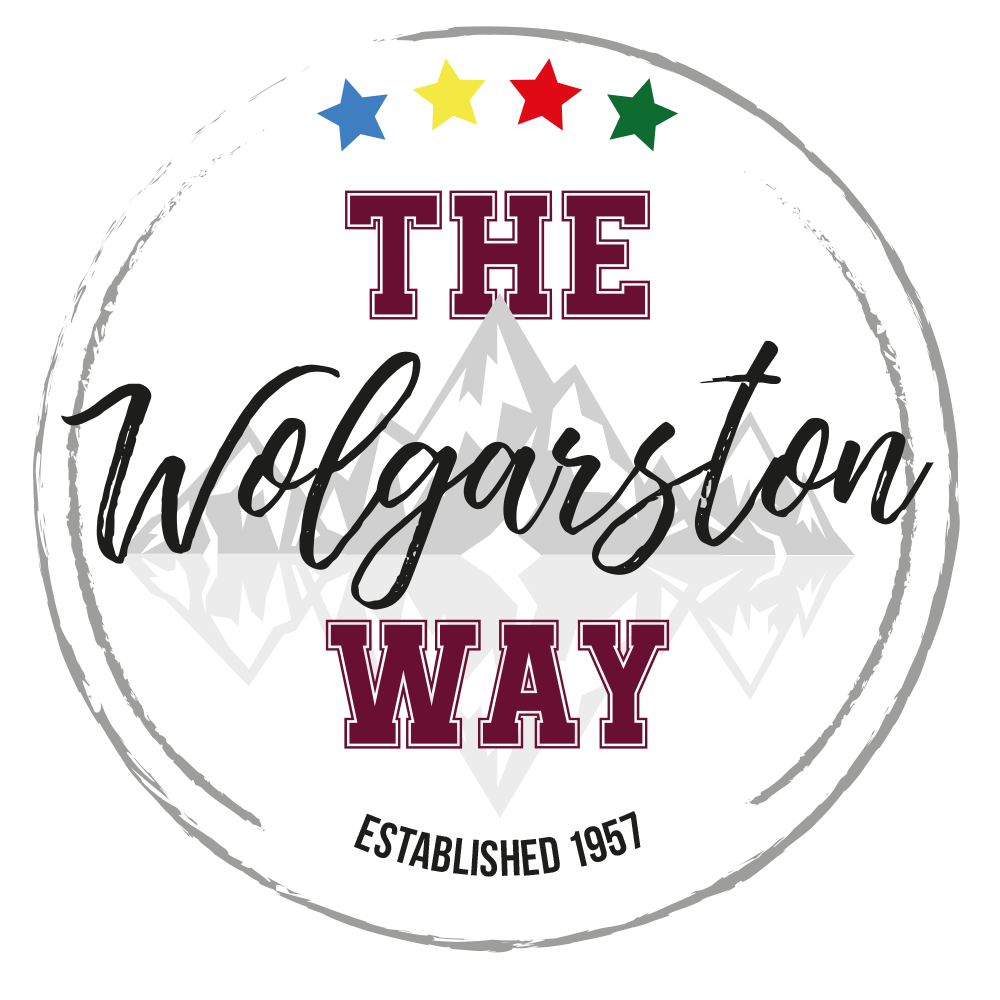 THE
Wolgarston
WAY
ESTABLISHED 1957